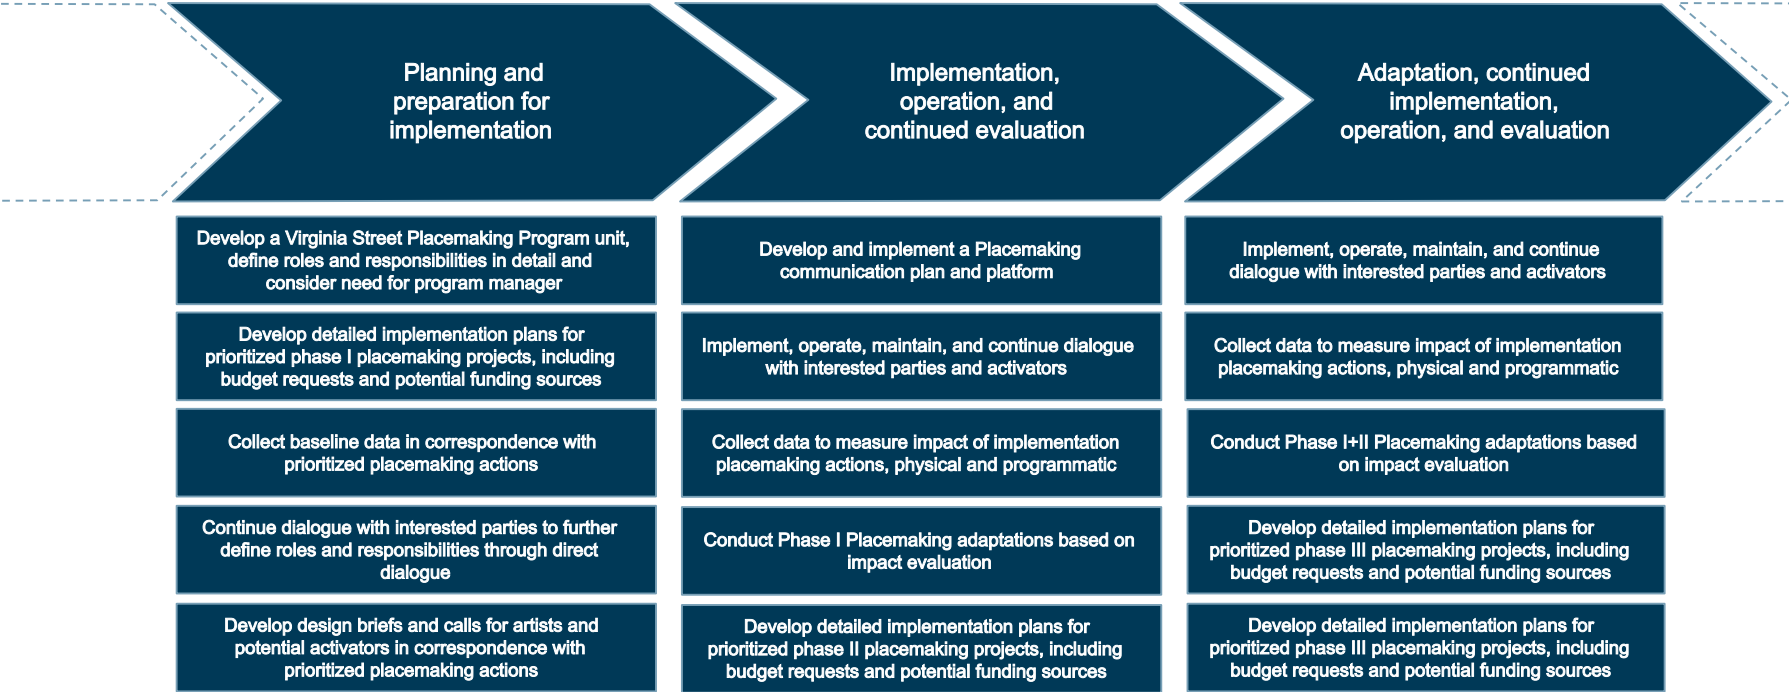 Planning and
preparation for
implementation
Implementation,
operation, and
continued evaluation
Adaptation, continued
implementation,
operation, and evaluation
Develop a Virginia Street Placemaking Program unit,
define roles and responsibilities in detail and
consider need for program manager
Develop detailed implementation plans for
prioritized phase I placemaking projects, including
budget requests and potential funding sources
Collect baseline data in correspondence with
prioritized placemaking actions
Continue dialogue with interested parties to further
define roles and responsibilities through direct
dialogue
Develop design briefs and calls for artists and
potential activators in correspondence with
prioritized placemaking actions
Develop and implement a Placemaking
communication plan and platform
Implement, operate, maintain, and continue dialogue
with interested parties and activators
Collect data to measure impact of implementation
placemaking actions, physical and programmatic
Conduct Phase I Placemaking adaptations based on
impact evaluation
Develop detailed implementation plans for
prioritized phase II placemaking projects, including
budget requests and potential funding sources
Implement, operate, maintain, and continue
dialogue with interested parties and activators
Collect data to measure impact of implementation
placemaking actions, physical and programmatic
Conduct Phase I+II Placemaking adaptations based
on impact evaluation
Develop detailed implementation plans for
prioritized phase III placemaking projects, including
budget requests and potential funding sources
Develop detailed implementation plans for
prioritized phase III placemaking projects, including
budget requests and potential funding sources